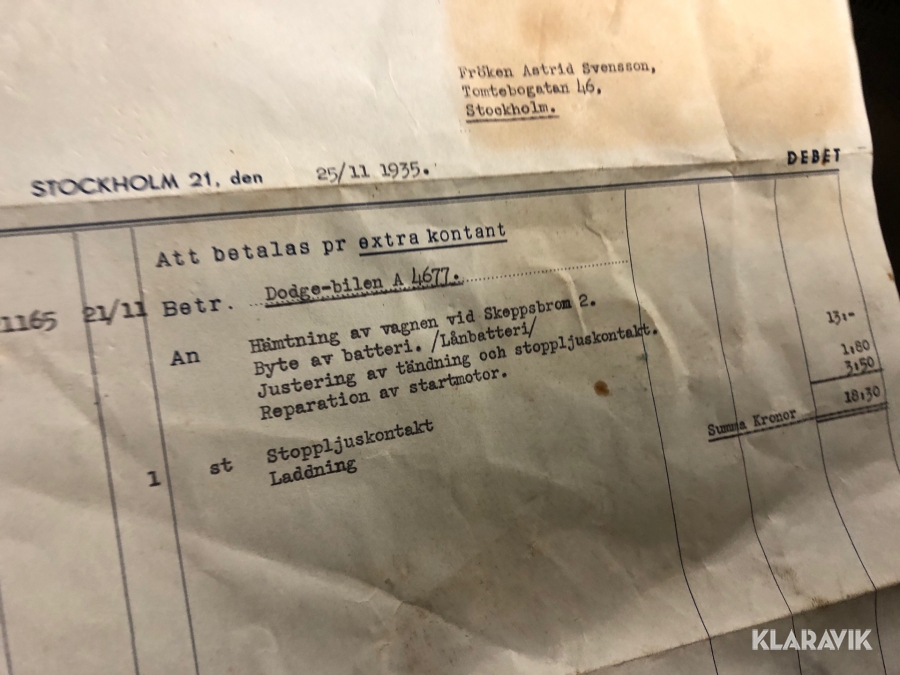 Fröken Astrid Svensson,
Tomtebogatan 46,
Stockholm.
STOCKHOLM 21, den 25/11 1935.
DEBET
Att betalas pr extra kontant
1165 21/11 Betr. Dodge-bilen A 4677.
An Hämtning av vagnen vid Skeppsbrom 2.
Byte av batteri. /Lånbatteri/
Justering av tändning och stoppljuskontakt.
Reparation av startmotor. 13:-
1 st Stoppljuskontakt 1:80
Laddning 3:50
Summa Kronor 18:30
KLARAVIK